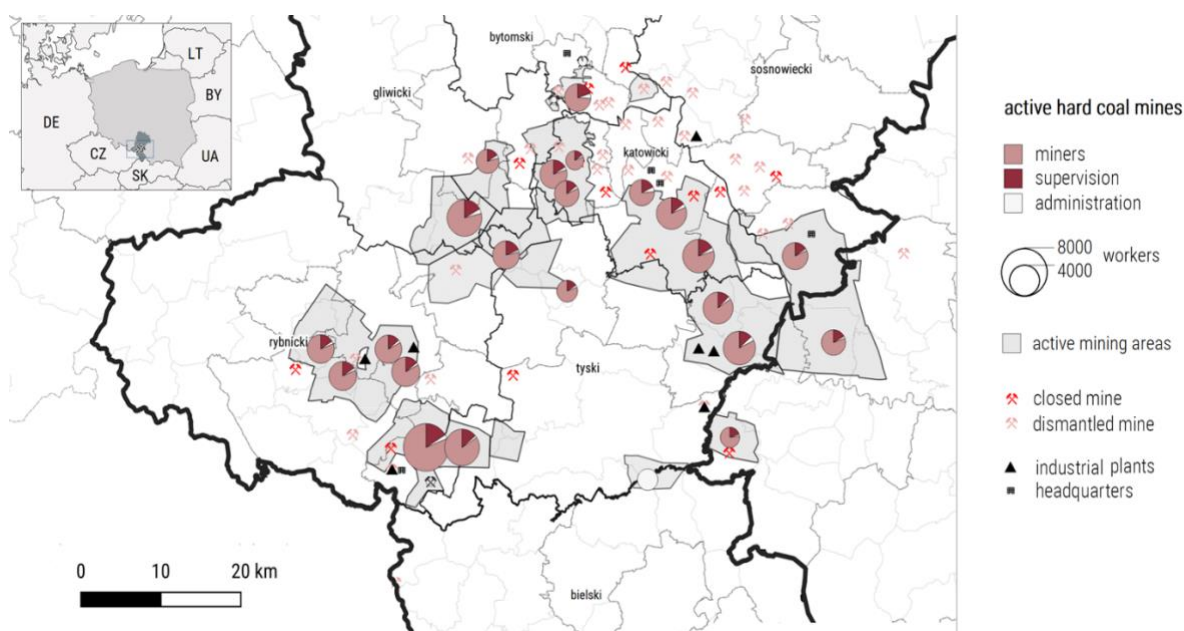 LT
DE
BY
CZ
UA
SK
bytomski
sosnowiecki
gliwicki
katowicki
rybnicki
tyski
bielski
0 10 20 km
active hard coal mines
miners
supervision
administration
8000
4000
workers
active mining areas
closed mine
dismantled mine
industrial plants
headquarters